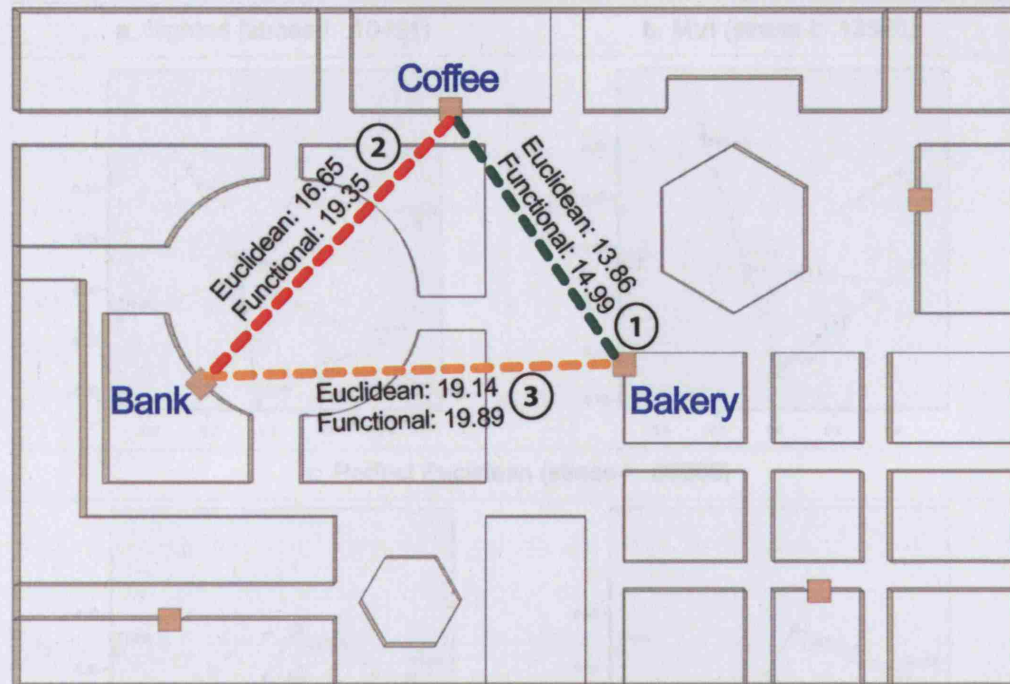 Coffee
2
Euclidean: 16.65
Functional: 19.35
Euclidean: 13.86
Functional: 14.99
1
Bank
Euclidean: 19.14
Functional: 19.89
3
Bakery